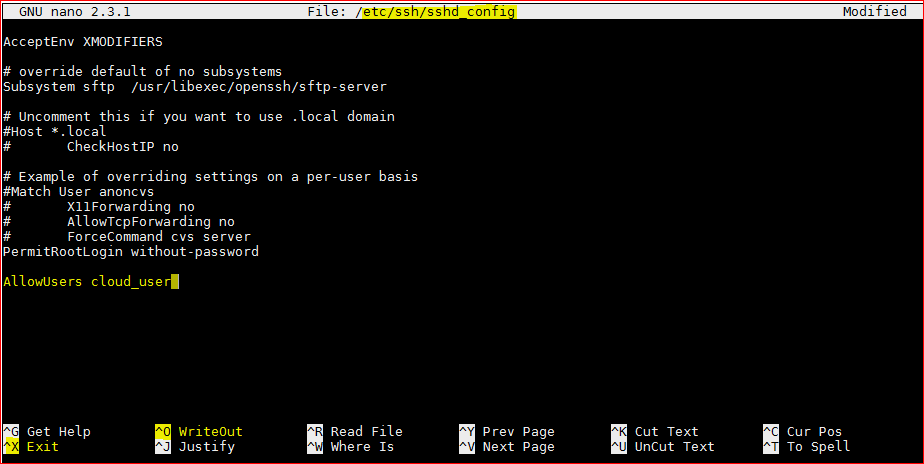 GNU nano 2.3.1 File: /etc/ssh/sshd_config Modified
AcceptEnv XMODIFIERS
# override default of no subsystems
Subsystem sftp  /usr/libexec/openssh/sftp-server
# Uncomment this if you want to use .local domain
#Host *.local
#       CheckHostIP no
# Example of overriding settings on a per-user basis
#Match User anoncvs
#       X11Forwarding no
#       AllowTcpForwarding no
#       ForceCommand cvs server
PermitRootLogin without-password
AllowUsers cloud_user
^G Get Help ^O WriteOut ^R Read File ^Y Prev Page ^K Cut Text ^C Cur Pos
^X Exit ^J Justify ^W Where Is ^V Next Page ^U UnCut Text ^T To Spell